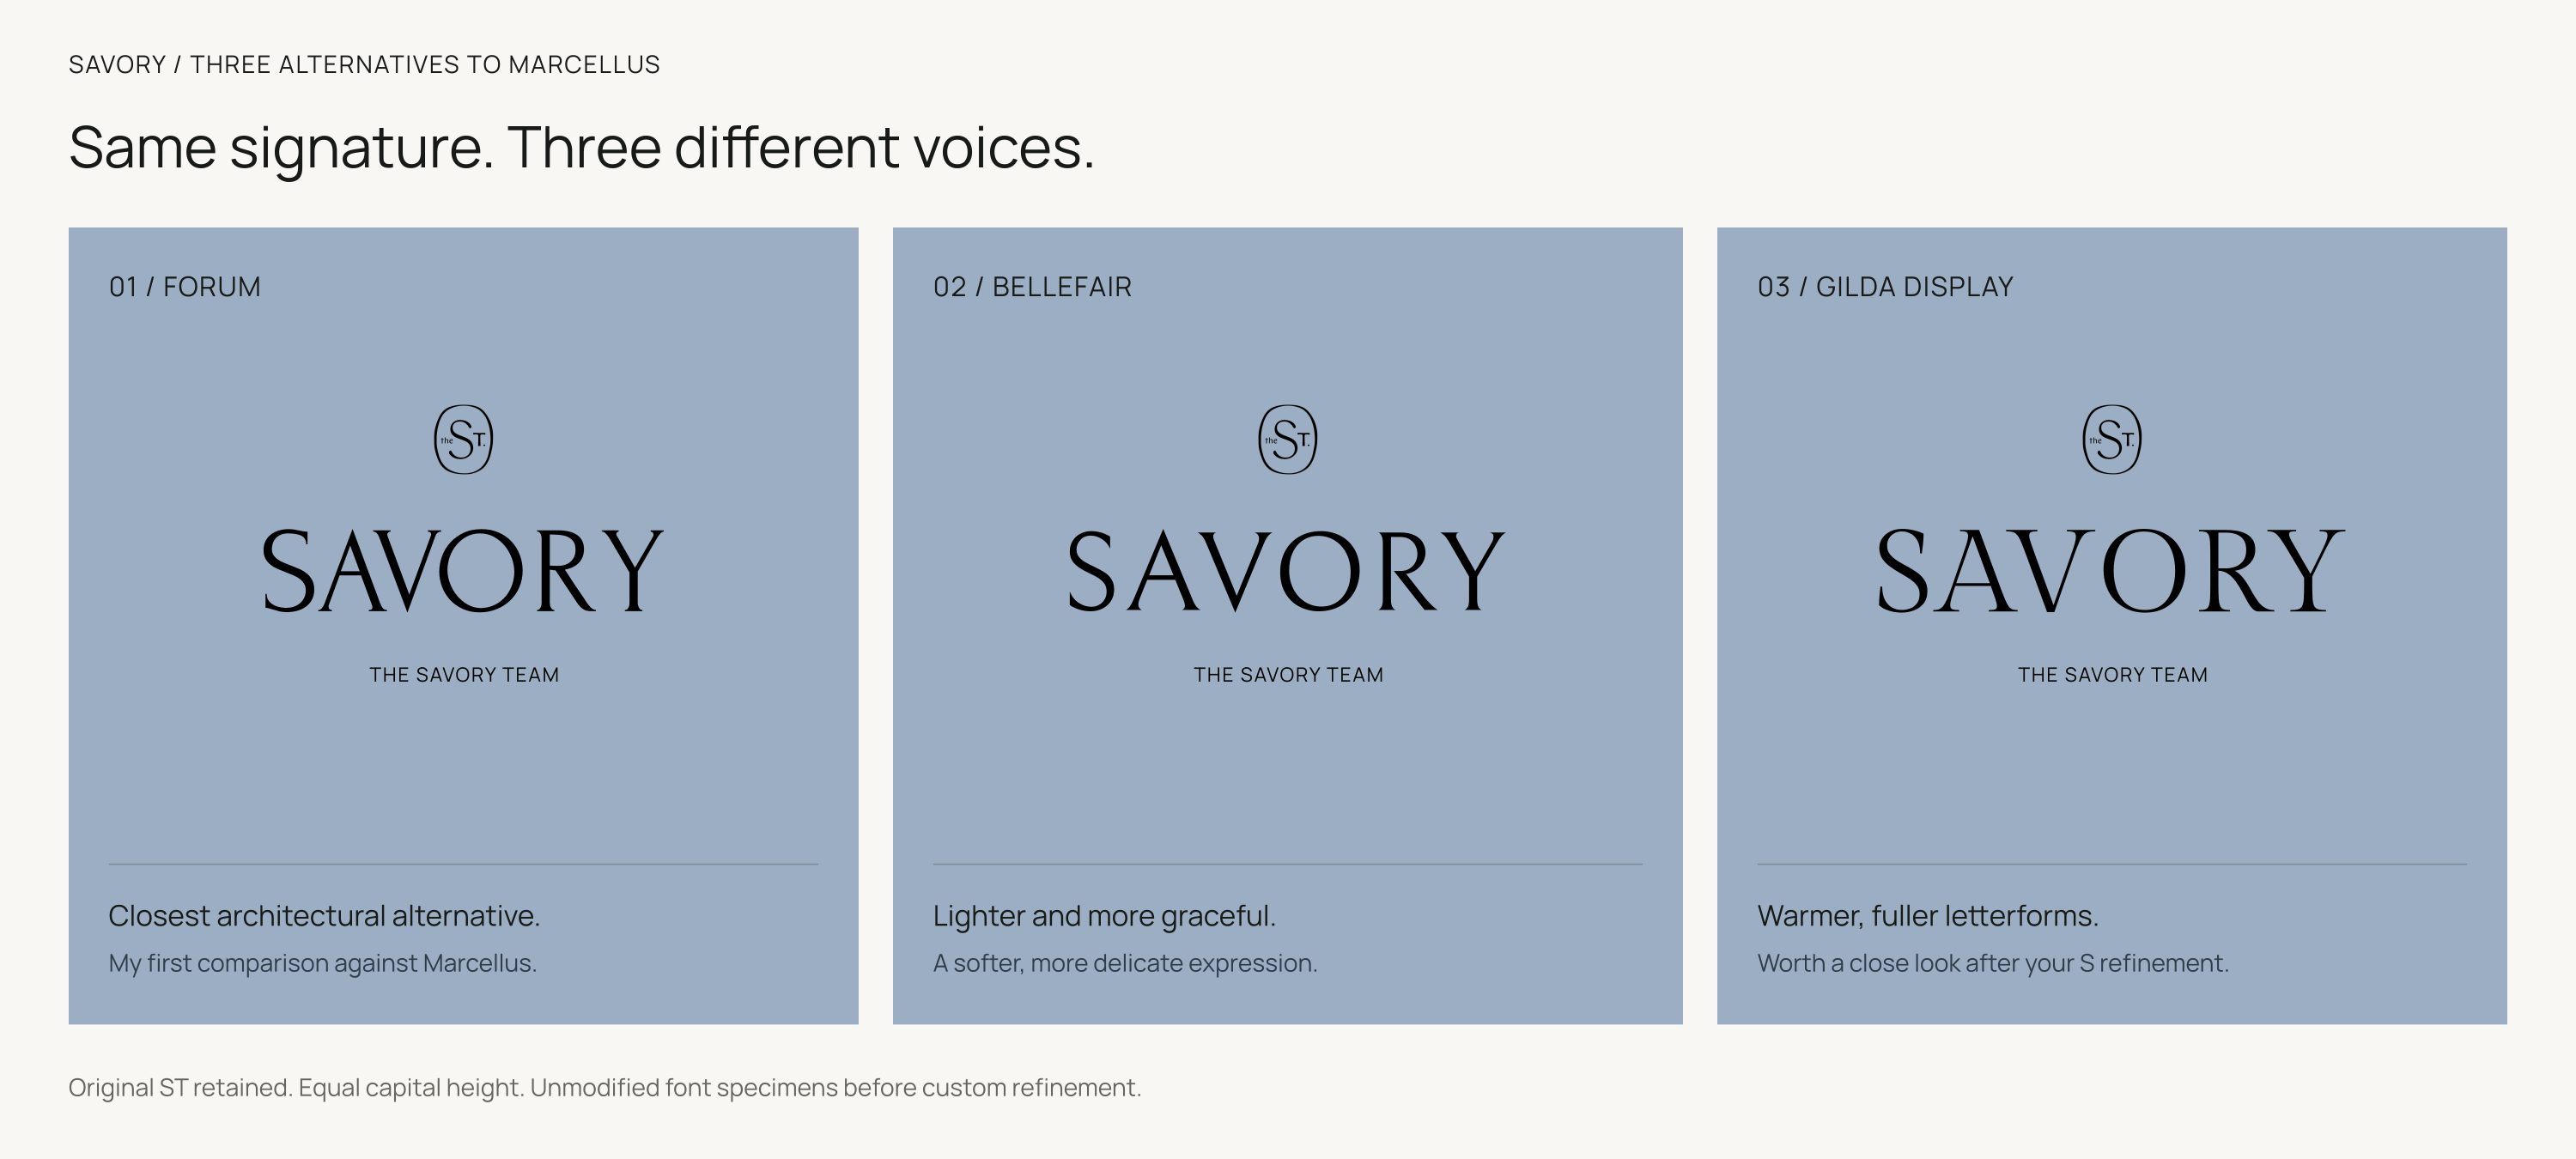 SAVORY / THREE ALTERNATIVES TO MARCELLUS
Same signature. Three different voices.
01 / FORUM
the ST.
SAVORY
THE SAVORY TEAM
Closest architectural alternative.
My first comparison against Marcellus.
02 / BELLEFAIR
the ST.
SAVORY
THE SAVORY TEAM
Lighter and more graceful.
A softer, more delicate expression.
03 / GILDA DISPLAY
the ST.
SAVORY
THE SAVORY TEAM
Warmer, fuller letterforms.
Worth a close look after your S refinement.
Original ST retained. Equal capital height. Unmodified font specimens before custom refinement.